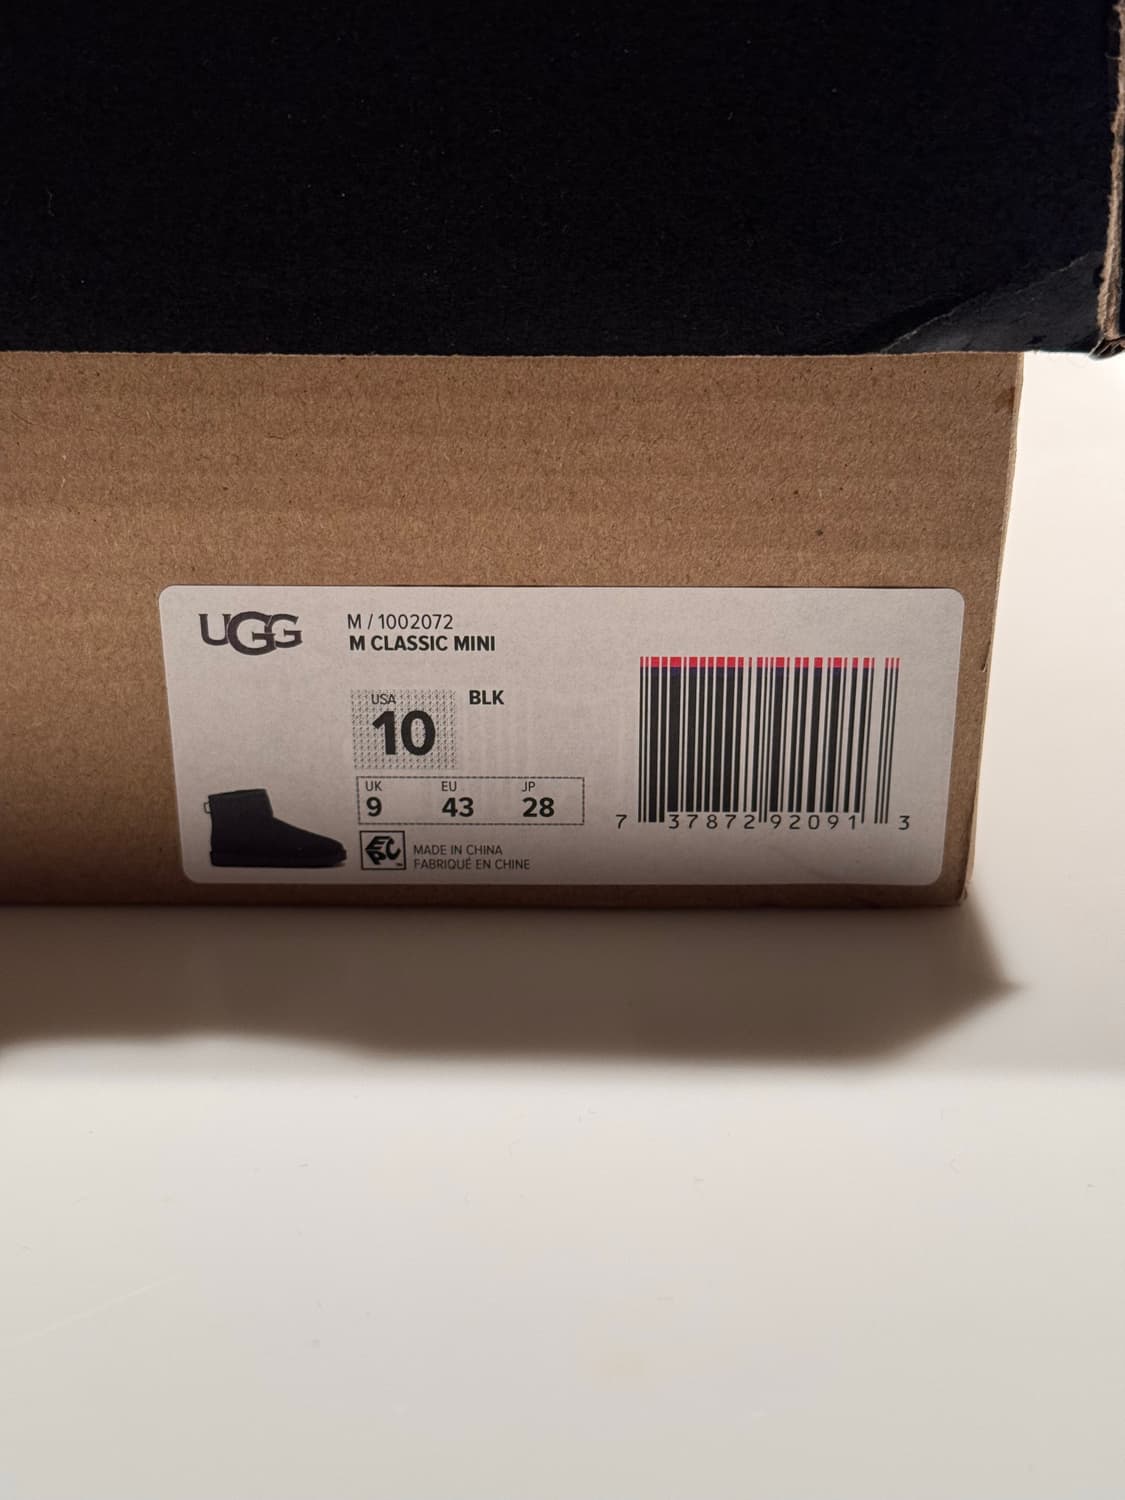 UGG
M / 1002072
M CLASSIC MINI
USA
10
BLK
UK EU JP
9 43 28
EPC
MADE IN CHINA
FABRIQUÉ EN CHINE
7 37872 92091 3